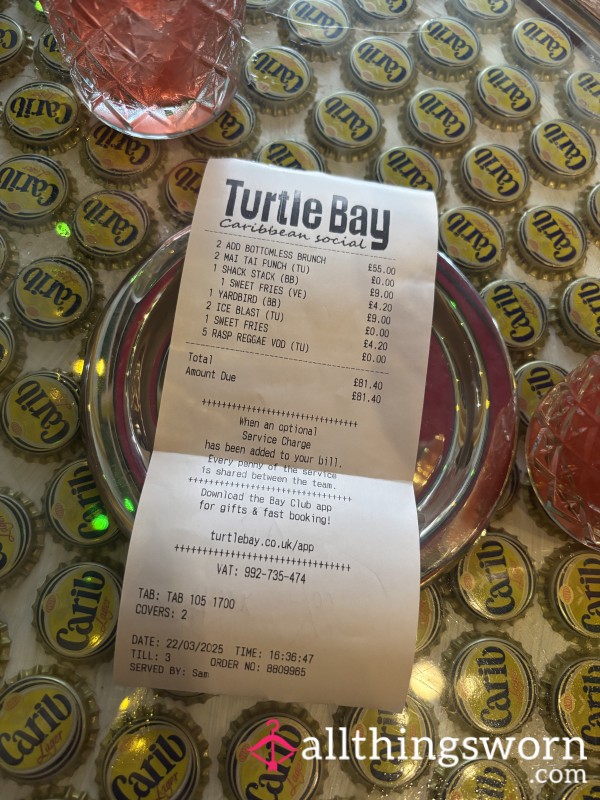 Turtle Bay
Caribbean social
2 ADD BOTTOMLESS BRUNCH £55.00
2 MAI TAI FUNCH (TU) £0.00
1 SHACK STACK (BB) £9.00
1 SWEET FRIES (VE) £4.20
1 YARDBIRD (BB) £9.00
2 ICE BLAST (TU) £0.00
1 SWEET FRIES £4.20
5 RASP REGGAE VOD (TU) £0.00
Total £81.40
Amount Due £81.40
++++++++++++++++++++++++++++++++
When an optional
Service Charge
has been added to your bill.
Every penny of the service
is shared between the team.
++++++++++++++++++++++++++++++++
Download the Bay Club app
for gifts & fast booking!
turtlebay.co.uk/app
++++++++++++++++++++++++++++++++
VAT: 992-735-474
TAB: TAB 105 1700
COVERS: 2
DATE: 22/03/2025 TIME: 16:36:47
TILL: 3 ORDER NO: 8809965
SERVED BY: Sam
Carib
Lager
allthingsworn
.com